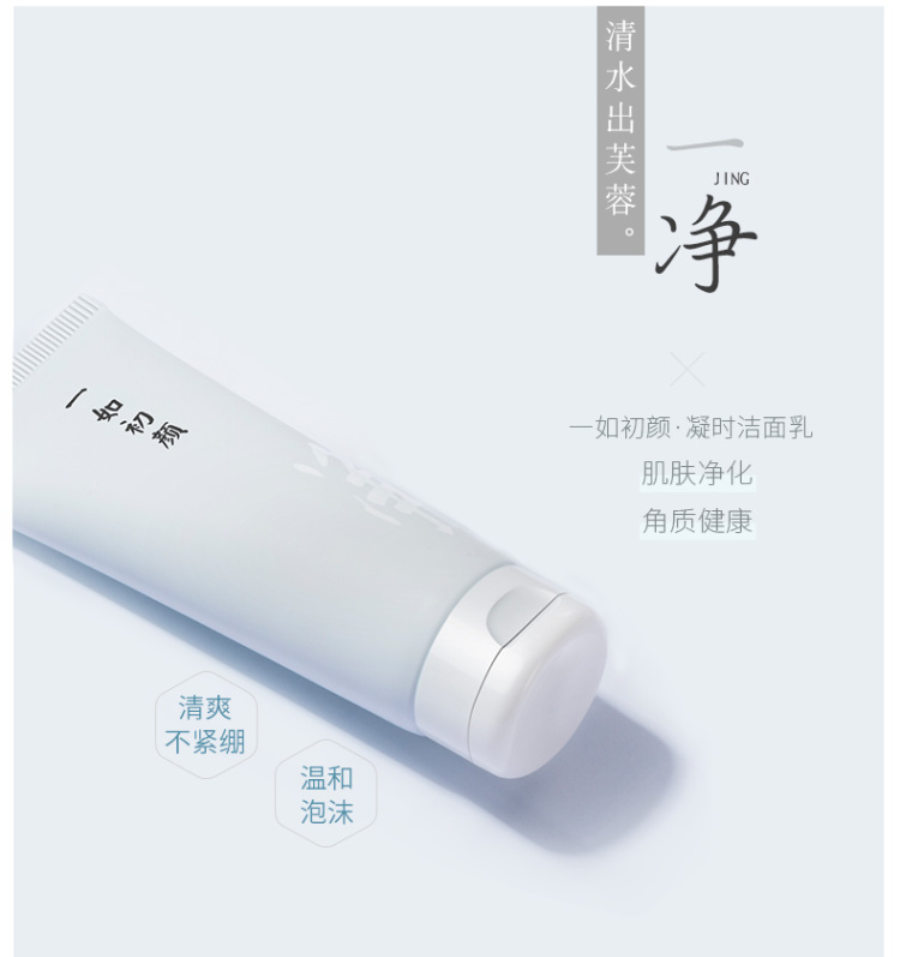 清水出芙蓉。
一
JING
净
一如初颜·凝时洁面乳
肌肤净化
角质健康
一如初颜
清爽
不紧绷
温和
泡沫